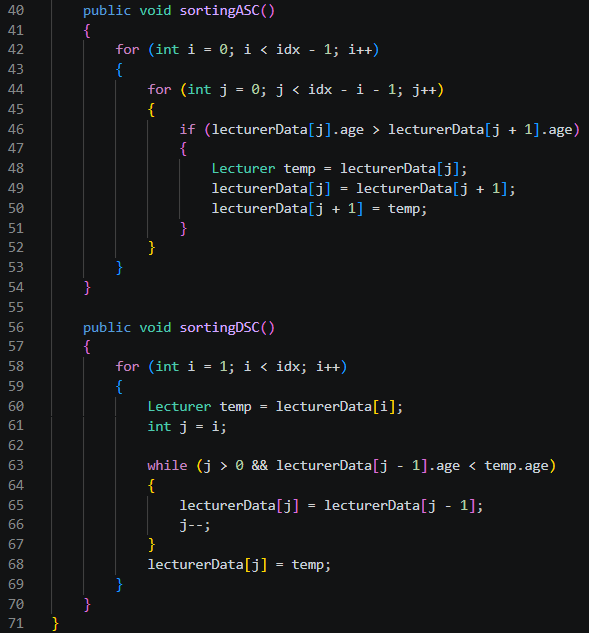 40 public void sortingASC()
41 {
42 for (int i = 0; i < idx - 1; i++)
43 {
44 for (int j = 0; j < idx - i - 1; j++)
45 {
46 if (lecturerData[j].age > lecturerData[j + 1].age)
47 {
48 Lecturer temp = lecturerData[j];
49 lecturerData[j] = lecturerData[j + 1];
50 lecturerData[j + 1] = temp;
51 }
52 }
53 }
54 }
55
56 public void sortingDSC()
57 {
58 for (int i = 1; i < idx; i++)
59 {
60 Lecturer temp = lecturerData[i];
61 int j = i;
62
63 while (j > 0 && lecturerData[j - 1].age < temp.age)
64 {
65 lecturerData[j] = lecturerData[j - 1];
66 j--;
67 }
68 lecturerData[j] = temp;
69 }
70 }
71 }